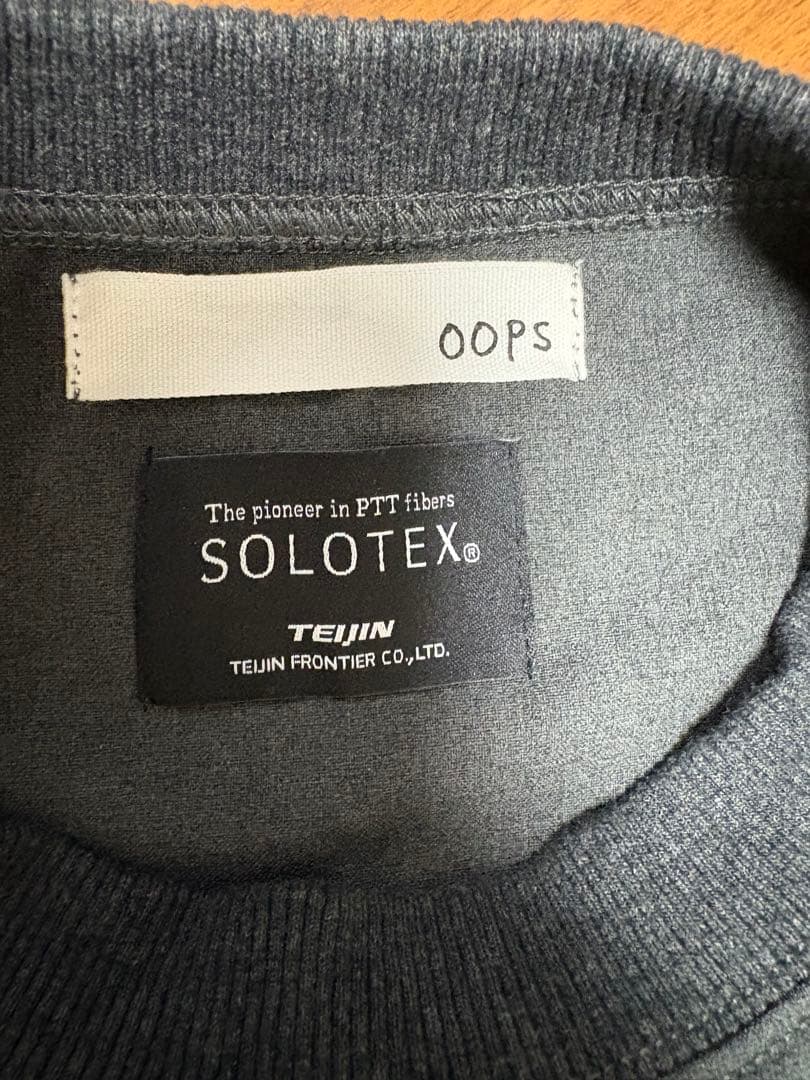 OOPS
The pioneer in PTT fibers
SOLOTEX®
TEIJIN
TEIJIN FRONTIER CO.,LTD.